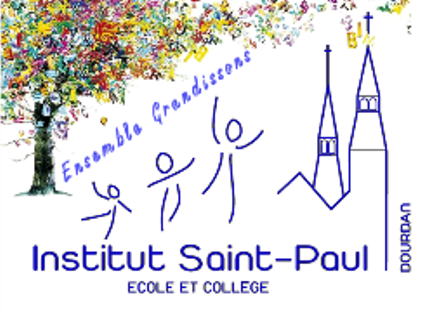 Ensemble Grandissons
Institut Saint-Paul
ECOLE ET COLLEGE
DOURDAN